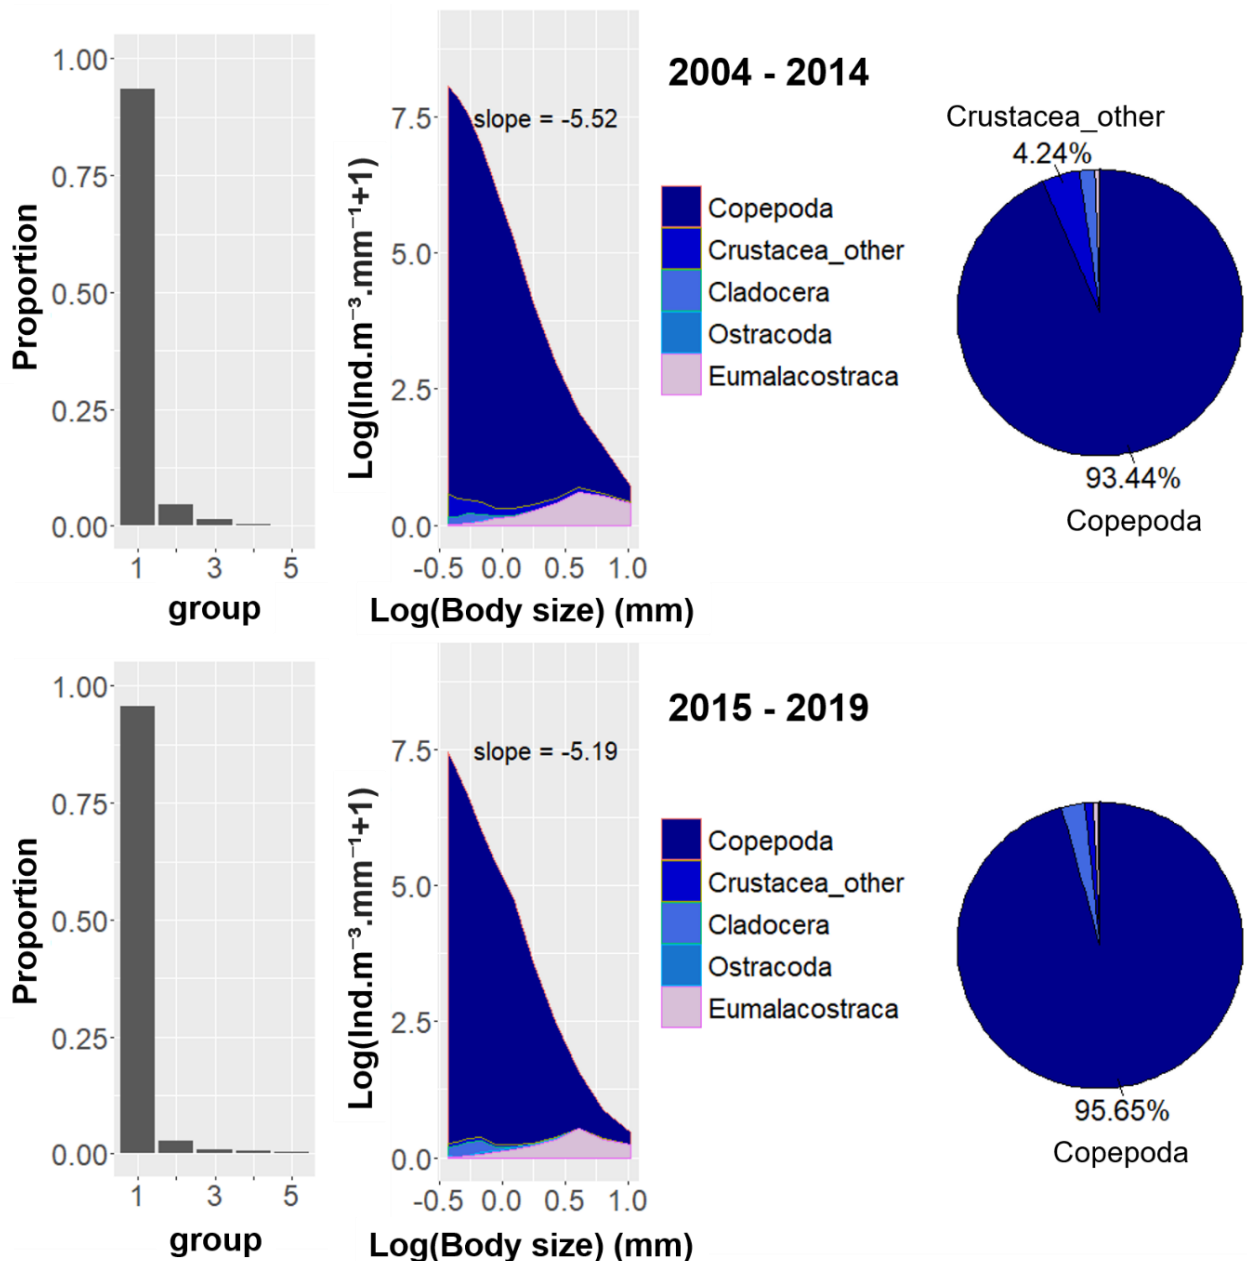 2004 - 2014
1.00
0.75
0.50
0.25
0.00
Proportion
1 3 5
group
7.5
5.0
2.5
0.0
Log(Ind.m⁻³.mm⁻¹+1)
slope = -5.52
-0.5 0.0 0.5 1.0
Log(Body size) (mm)
Copepoda
Crustacea_other
Cladocera
Ostracoda
Eumalacostraca
Crustacea_other
4.24%
93.44%
Copepoda
2015 - 2019
1.00
0.75
0.50
0.25
0.00
Proportion
1 3 5
group
7.5
5.0
2.5
0.0
Log(Ind.m⁻³.mm⁻¹+1)
slope = -5.19
-0.5 0.0 0.5 1.0
Log(Body size) (mm)
Copepoda
Crustacea_other
Cladocera
Ostracoda
Eumalacostraca
95.65%
Copepoda